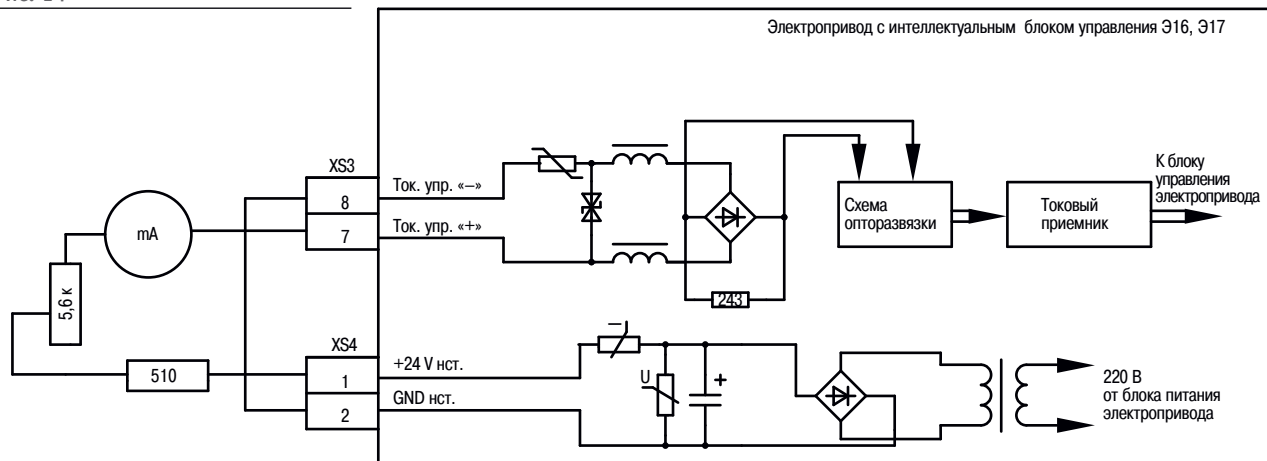 Электропривод с интеллектуальным блоком управления Э16, Э17
XS3
8
7
Ток. упр. «–»
Ток. упр. «+»
mA
5,6 к
510
243
Схема
опторазвязки
Токовый
приемник
К блоку
управления
электропривода
XS4
1
2
+24 V нст.
GND нст.
–
U
+
220 В
от блока питания
электропривода